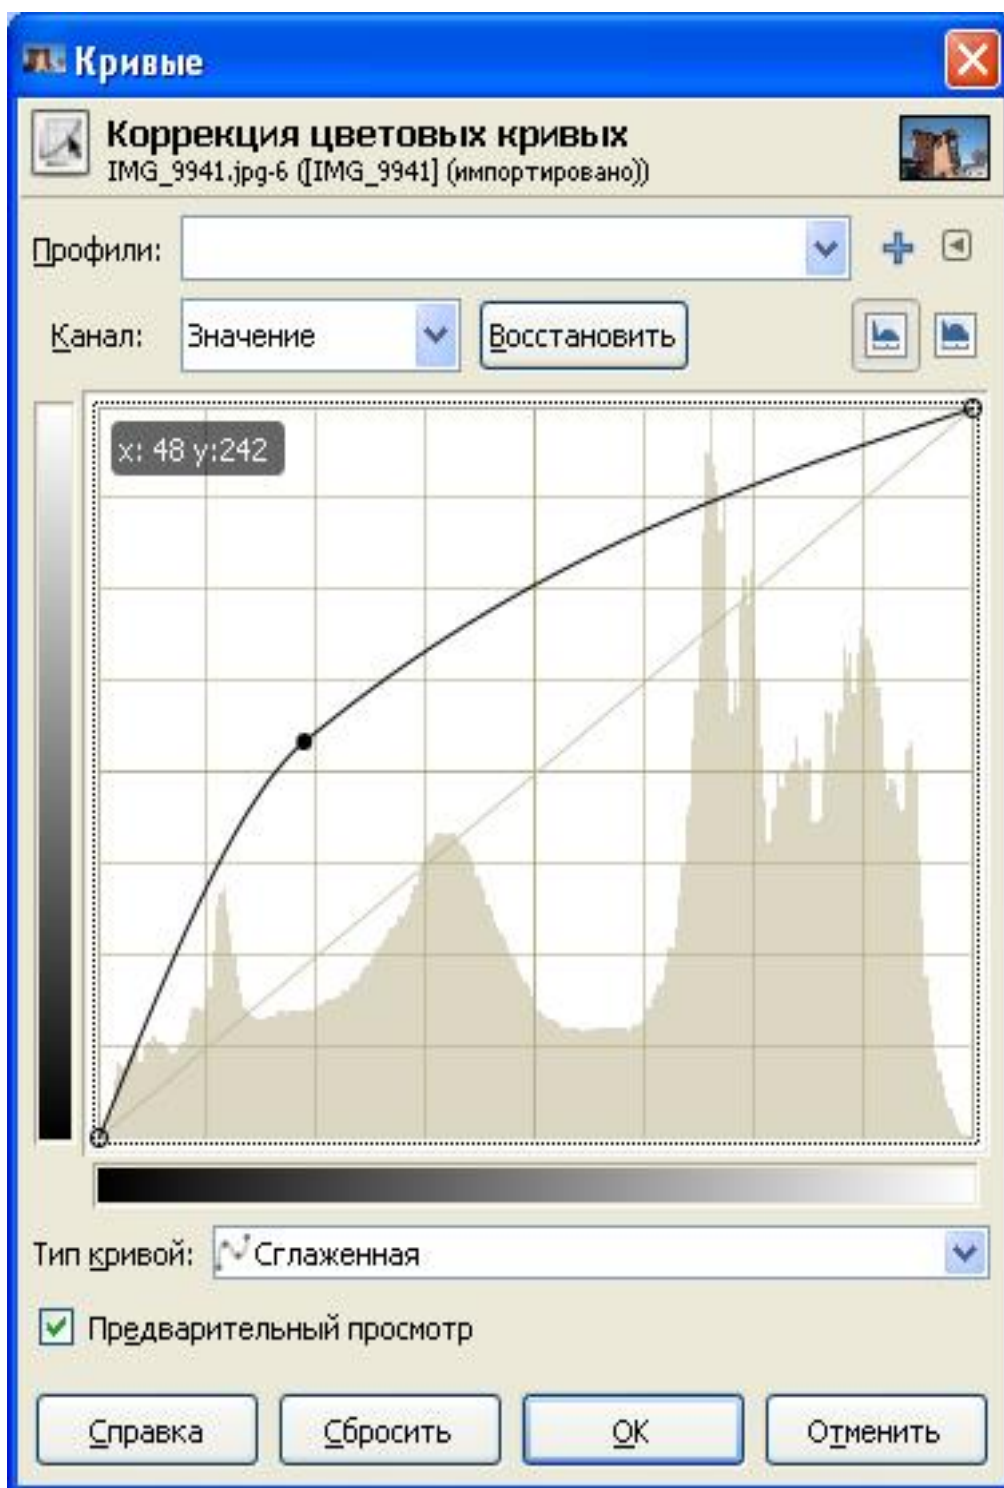 Кривые
Коррекция цветовых кривых
IMG_9941.jpg-6 ([IMG_9941] (импортировано))
Профили:
Канал: Значение Восстановить
x: 48 y:242
Тип кривой: Сглаженная
Предварительный просмотр
Справка Сбросить OK Отменить